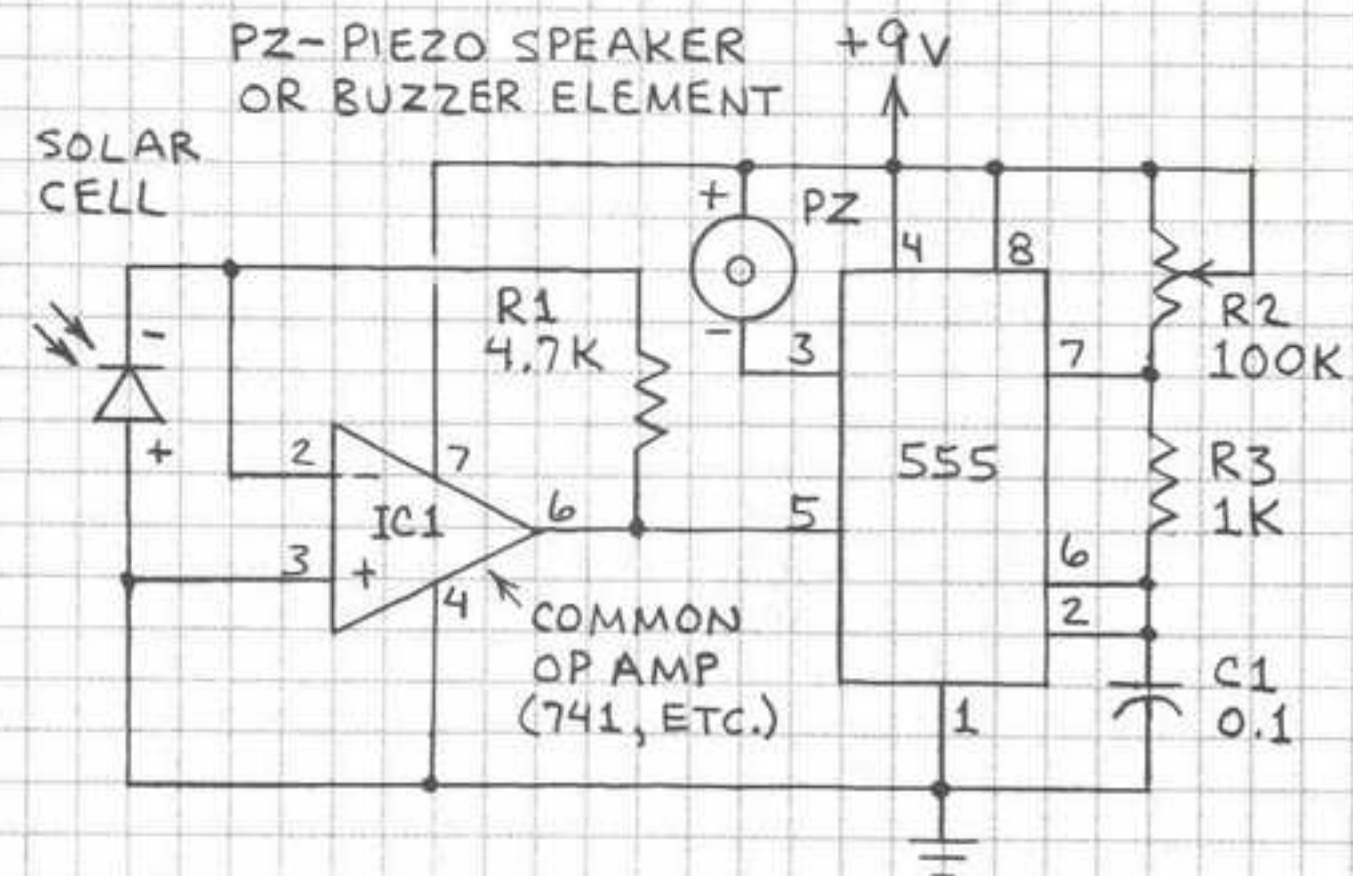 PZ-PIEZO SPEAKER
OR BUZZER ELEMENT
+9V
SOLAR
CELL
+
PZ
4
8
-
R1
4.7K
-
3
7
R2
100K
+
2
-
7
IC1
6
5
555
R3
1K
3
+
4
6
2
COMMON
OP AMP
(741, ETC.)
1
C1
0.1